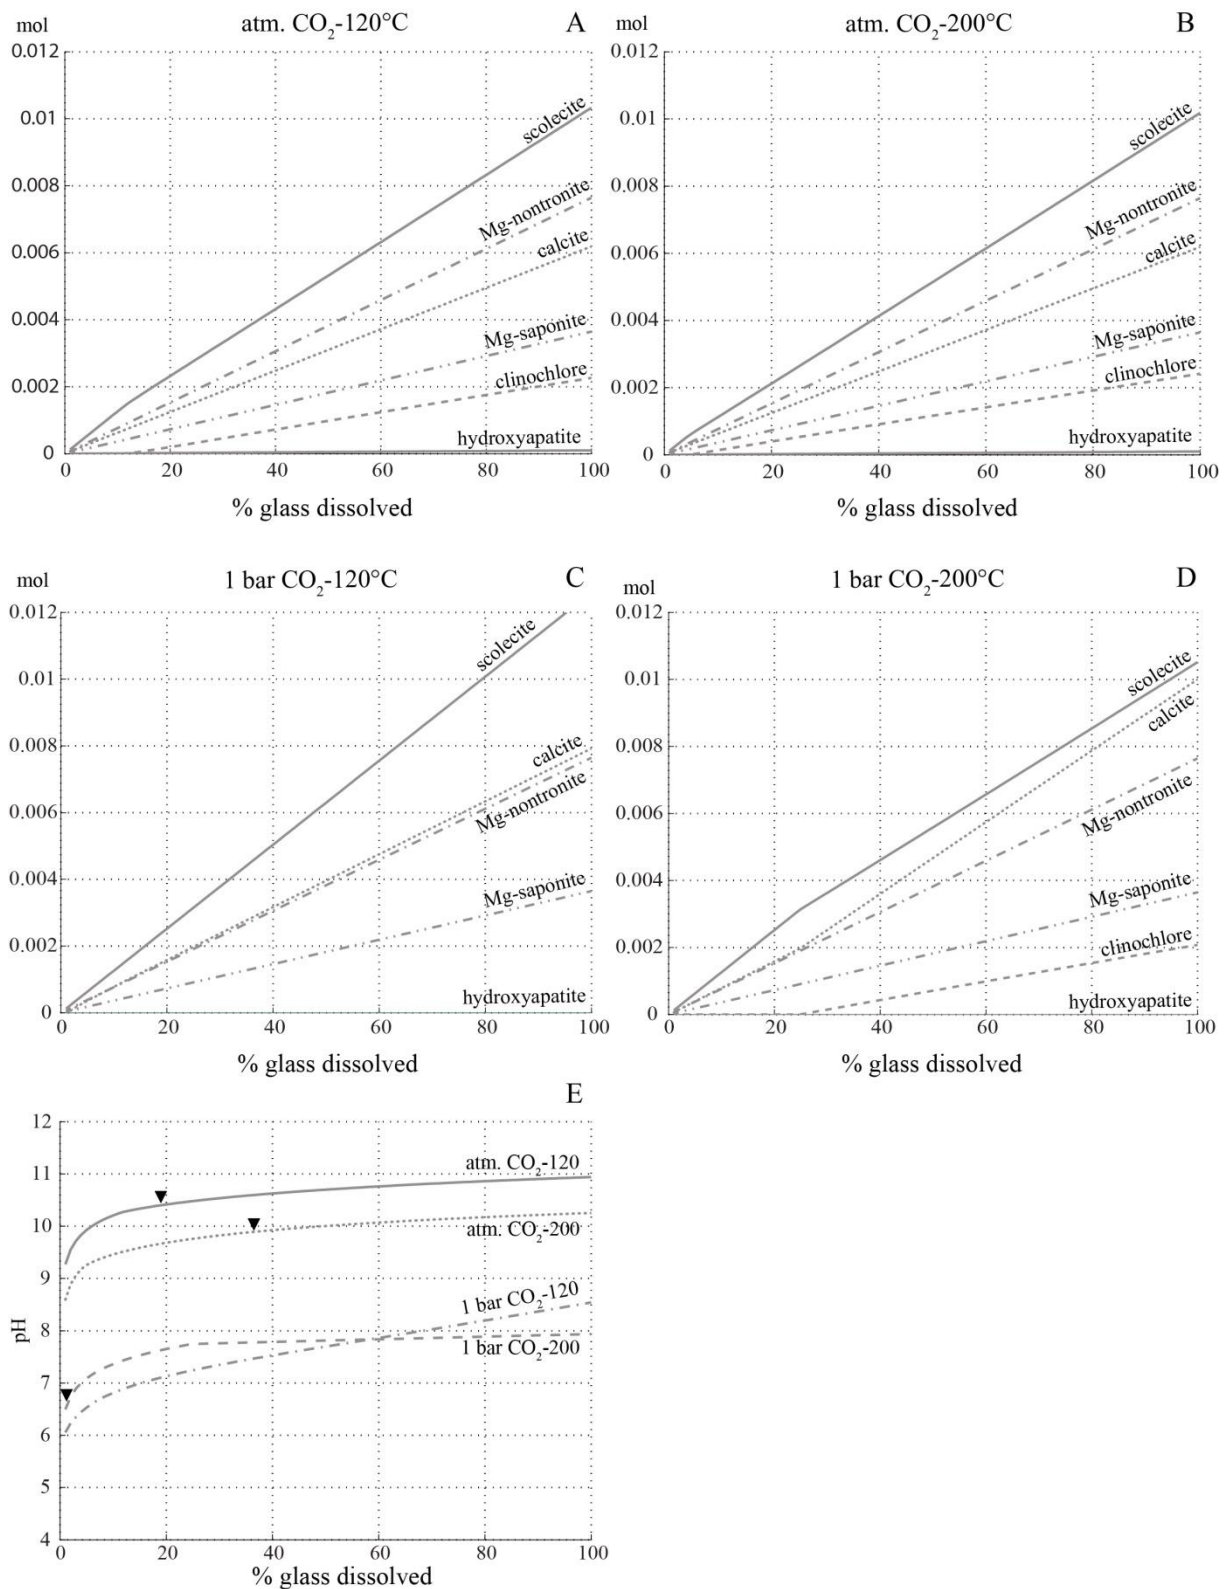 mol
atm. CO₂-120°C
A
0.012
0.01
0.008
0.006
0.004
0.002
0
scolecite
Mg-nontronite
calcite
Mg-saponite
clinochlore
hydroxyapatite
0 20 40 60 80 100
% glass dissolved
mol
atm. CO₂-200°C
B
0.012
0.01
0.008
0.006
0.004
0.002
0
scolecite
Mg-nontronite
calcite
Mg-saponite
clinochlore
hydroxyapatite
0 20 40 60 80 100
% glass dissolved
mol
1 bar CO₂-120°C
C
0.012
0.01
0.008
0.006
0.004
0.002
0
scolecite
calcite
Mg-nontronite
Mg-saponite
hydroxyapatite
0 20 40 60 80 100
% glass dissolved
1 bar CO₂-200°C
D
0.012
0.01
0.008
0.006
0.004
0.002
0
scolecite
calcite
Mg-nontronite
Mg-saponite
clinochlore
hydroxyapatite
0 20 40 60 80 100
% glass dissolved
E
12
11
10
9
8
7
6
5
4
pH
atm. CO₂-120
atm. CO₂-200
1 bar CO₂-120
1 bar CO₂-200
0 20 40 60 80 100
% glass dissolved